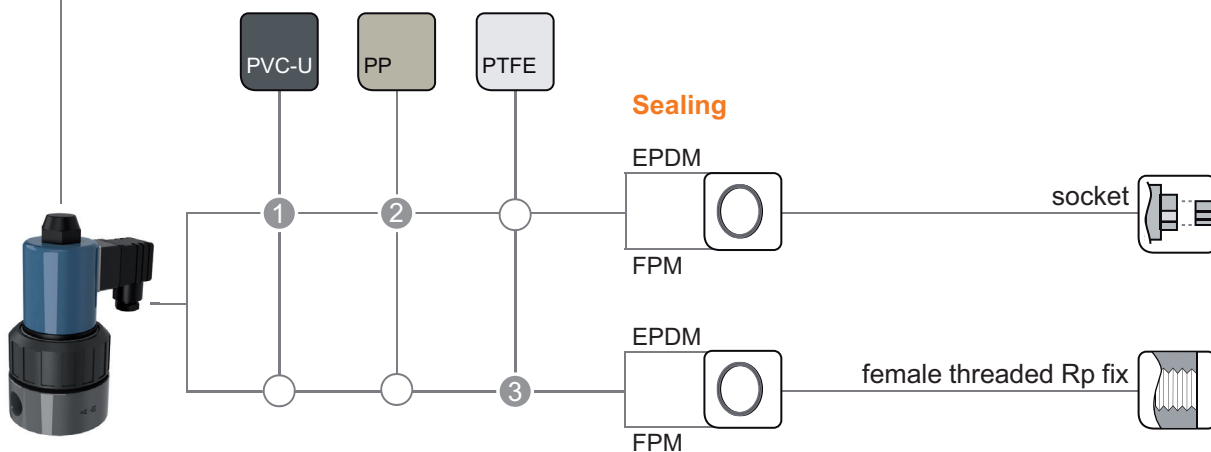 PVC-U
PP
PTFE
Sealing
EPDM
socket
1
2
FPM
EPDM
female threaded Rp fix
3
FPM